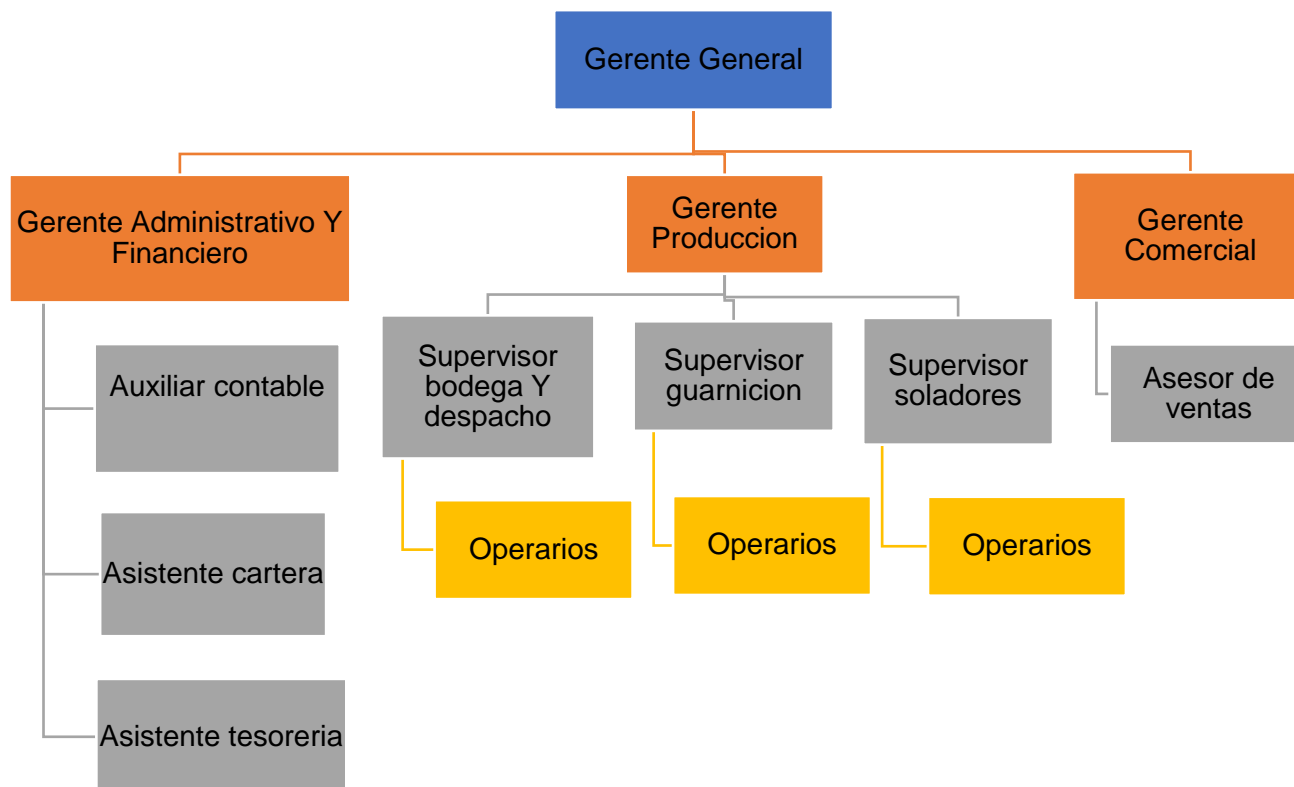 Gerente General
Gerente Administrativo Y
Financiero
Gerente
Produccion
Gerente
Comercial
Auxiliar contable
Asistente cartera
Asistente tesoreria
Supervisor
bodega Y
despacho
Supervisor
guarnicion
Supervisor
soladores
Asesor de
ventas
Operarios
Operarios
Operarios